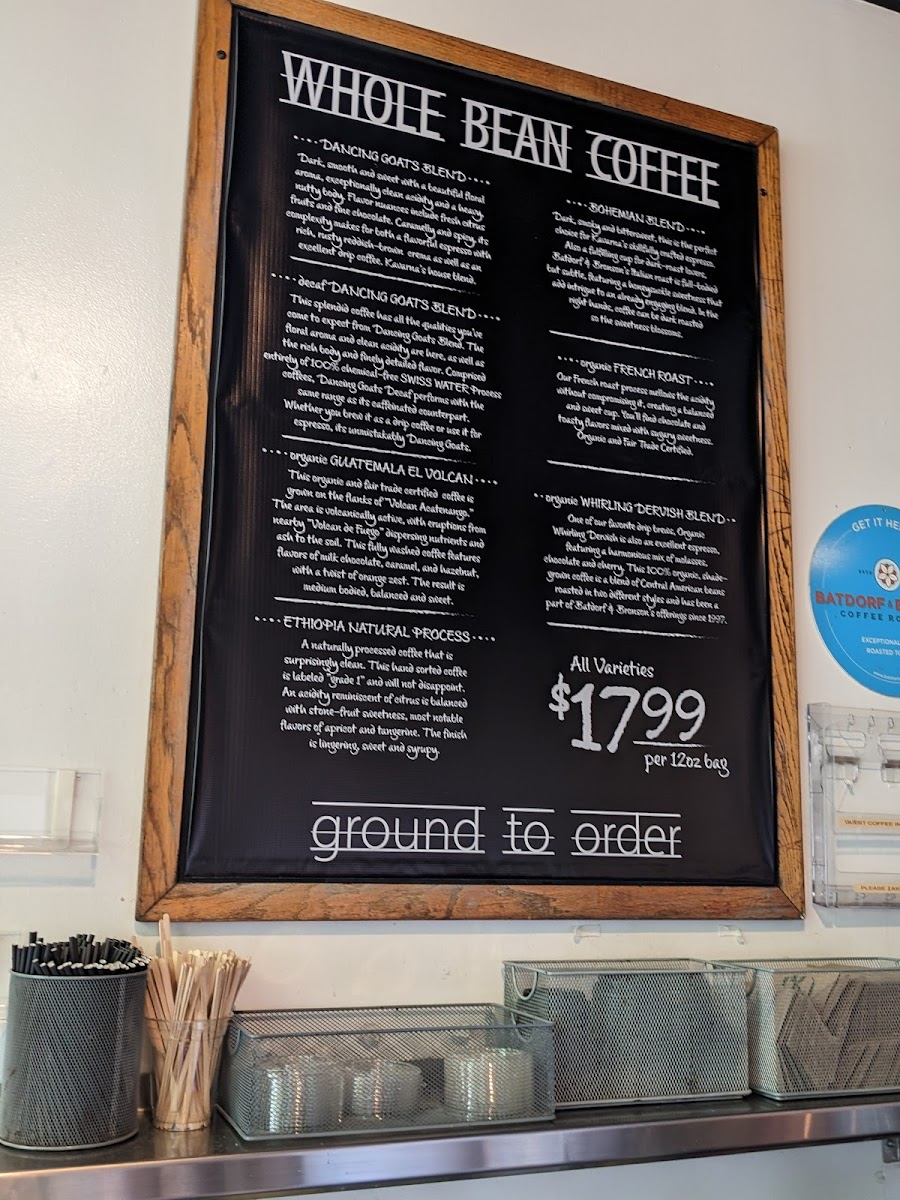 WHOLE BEAN COFFEE
DANCING GOATS BLEND
Dark, smooth and sweet with a beautiful floral
aroma, exceptionally clean acidity and a heavy,
nutty body. Flavor nuances include fresh citrus
fruits and fine chocolate. Caramelly and spicy, its
complexity makes for both a flavorful espresso with
rich, rusty reddish-brown crema as well as an
excellent drip coffee. Kavarna's house blend.
decaf DANCING GOATS BLEND
This splendid coffee has all the qualities you've
come to expect from Dancing Goats Blend. The
floral aroma and clean acidity are here, as well as
the rich body and finely detailed flavor. Comprised
entirely of 100% chemical-free SWISS WATER Process
coffees, Dancing Goats Decaf performs with the
same range as its caffeinated counterpart.
Whether you brew it as a drip coffee or use it for
espresso, its unmistakably Dancing Goats.
organic GUATEMALA EL VOLCAN
This organic and fair trade certified coffee is
grown on the flanks of "Volcan Acatenango."
The area is volcanically active, with eruptions from
nearby "Volcan de Fuego" dispersing nutrients and
ash to the soil. This fully washed coffee features
flavors of milk chocolate, caramel, and hazelnut,
with a twist of orange zest. The result is
medium bodied, balanced and sweet.
ETHIOPIA NATURAL PROCESS
A naturally processed coffee that is
surprisingly clean. This hand sorted coffee
is labeled "grade 1" and will not disappoint.
An acidity reminiscent of citrus is balanced
with stone-fruit sweetness, most notable
flavors of apricot and tangerine. The finish
is lingering, sweet and syrupy.
BOHEMIAN BLEND
Dark, smoky and bittersweet, this is the perfect
choice for Kavarna's skillfully crafted espresso.
Also a fulfilling cup for dark-roast lovers,
Batdorf & Bronson's Italian roast is full-bodied
but subtle, featuring a honeysuckle sweetness that
add intrigue to an already engaging blend. In the
right hands, coffee can be dark roasted
so the sweetness blossoms.
organic FRENCH ROAST
Our French roast process mellows the acidity
without compromising it, creating a balanced
and sweet cup. You'll find chocolate and
toasty flavors mixed with sugary sweetness.
Organic and Fair Trade Certified.
organic WHIRLING DERVISH BLEND
One of our favorite drip treats, Organic
Whirling Dervish is also an excellent espresso,
featuring a harmonious mix of molasses,
chocolate and cherry. This 100% organic, shade-
grown coffee is a blend of Central American beans
roasted in two different styles and has been a
part of Batdorf & Bronson's offerings since 1997.
All Varieties
$1799
per 12oz bag
ground to order
GET IT HE
BATDORF &
COFFEE RO
EXCEPTIONAL
ROASTED TO
GUEST COFFEE
PLEASE